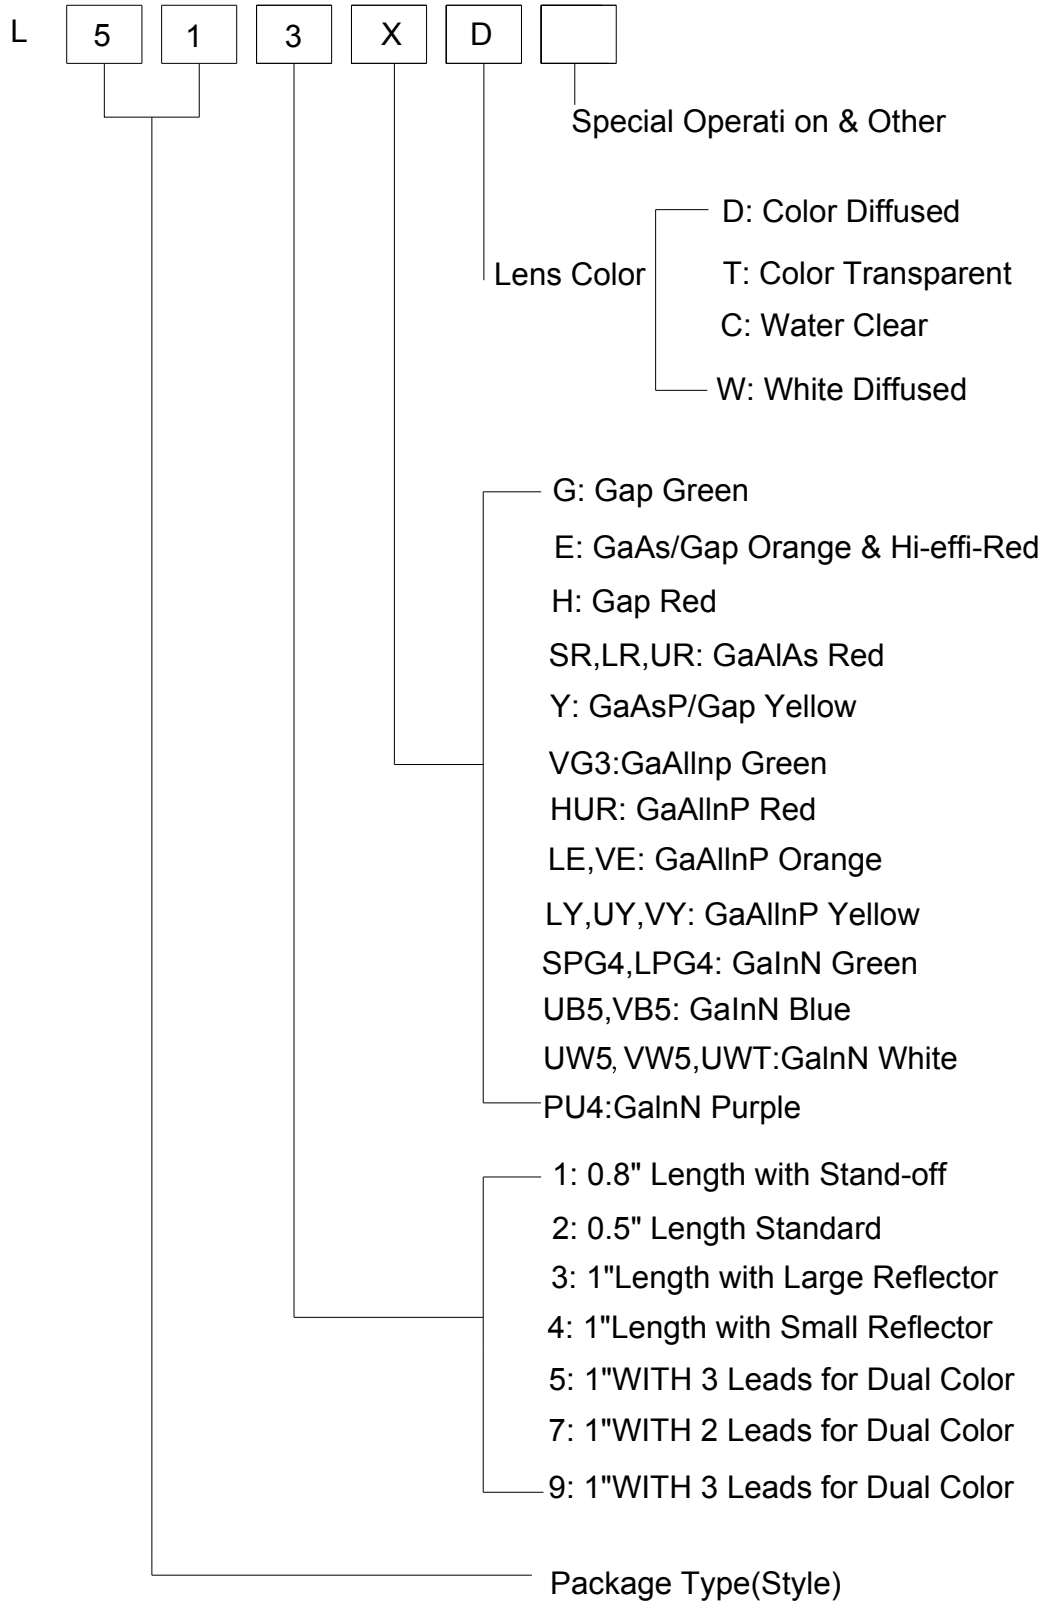 L 5 1 3 X D
Special Operati on & Other
D: Color Diffused
Lens Color
T: Color Transparent
C: Water Clear
W: White Diffused
G: Gap Green
E: GaAs/Gap Orange & Hi-effi-Red
H: Gap Red
SR,LR,UR: GaAlAs Red
Y: GaAsP/Gap Yellow
VG3:GaAllnp Green
HUR: GaAllnP Red
LE,VE: GaAllnP Orange
LY,UY,VY: GaAllnP Yellow
SPG4,LPG4: GaInN Green
UB5,VB5: GaInN Blue
UW5, VW5,UWT:GaInN White
PU4:GaInN Purple
1: 0.8" Length with Stand-off
2: 0.5" Length Standard
3: 1"Length with Large Reflector
4: 1"Length with Small Reflector
5: 1"WITH 3 Leads for Dual Color
7: 1"WITH 2 Leads for Dual Color
9: 1"WITH 3 Leads for Dual Color
Package Type(Style)